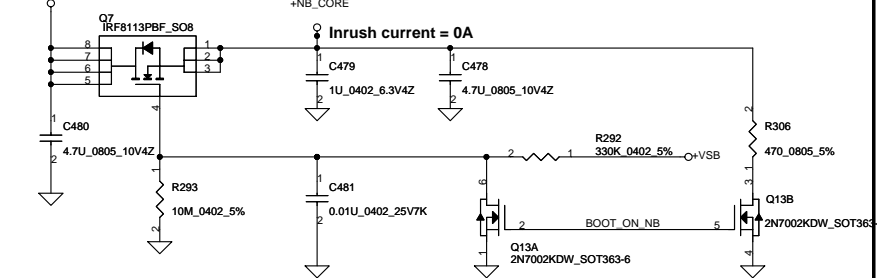 +NB_CORE
Q7
IRF8113PBF_SO8
Inrush current = 0A
8
7
6
5
1
2
3
4
1
C479
2
1U_0402_6.3V4Z
1
C478
2
4.7U_0805_10V4Z
1
C480
2
4.7U_0805_10V4Z
2
R306
470_0805_5%
1
R292
2
1
330K_0402_5%
+VSB
1
R293
10M_0402_5%
2
1
C481
0.01U_0402_25V7K
2
6
2
1
Q13A
2N7002KDW_SOT363-6
BOOT_ON_NB
3
5
4
Q13B
2N7002KDW_SOT363-